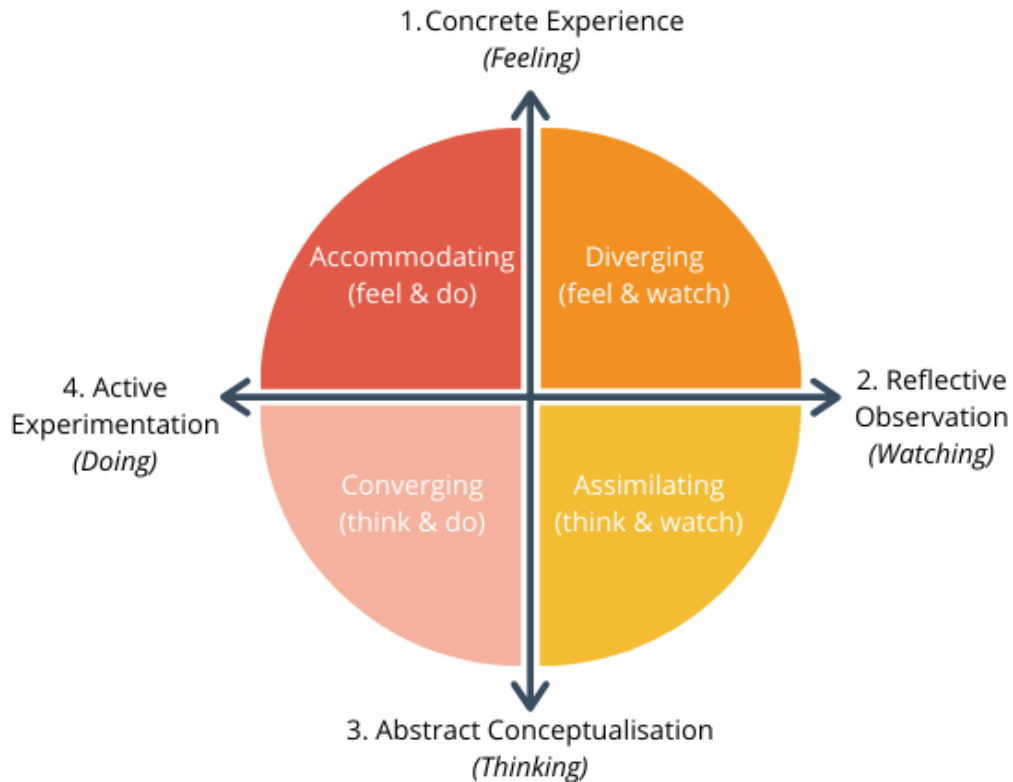 1. Concrete Experience
(Feeling)
Accommodating
(feel & do)
Diverging
(feel & watch)
4. Active
Experimentation
(Doing)
2. Reflective
Observation
(Watching)
Converging
(think & do)
Assimilating
(think & watch)
3. Abstract Conceptualisation
(Thinking)